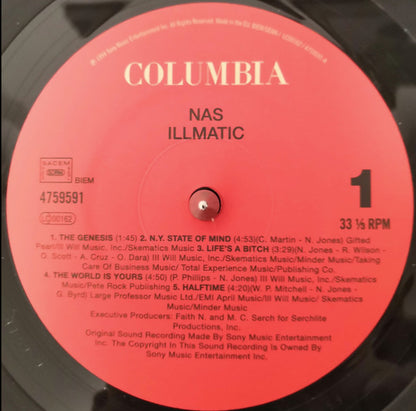 ℗ 1994 Sony Music Entertainment Inc. All Rights Reserved. Made in the EU
COLUMBIA
NAS
ILLMATIC
SACEM
BIEM
4759591
LC 00162
1
33 ⅓ RPM
1. THE GENESIS (1:45) 2. N.Y. STATE OF MIND (4:53)(C. Martin - N. Jones) Gifted
Pearl/Ill Will Music, Inc./Skematics Music 3. LIFE'S A BITCH (3:29)(N. Jones - R. Wilson -
O. Scott - A. Cruz - O. Dara) Ill Will Music, Inc./Skematics Music/Minder Music/Taking
Care Of Business Music/ Total Experience Music/Publishing Co.
4. THE WORLD IS YOURS (4:50) (P. Phillips - N. Jones) Ill Will Music, Inc./Skematics
Music/Pete Rock Publishing 5. HALFTIME (4:20)(W. P. Mitchell - N. Jones -
G. Byrd) Large Professor Music Ltd./EMI April Music/Ill Will Music/ Skematics
Music/Minder Music
Executive Producers: Faith N. and M. C. Serch for Serchlite
Productions, Inc.
Original Sound Recording Made By Sony Music Entertainment
Inc. The Copyright In This Sound Recording Is Owned By
Sony Music Entertainment Inc.